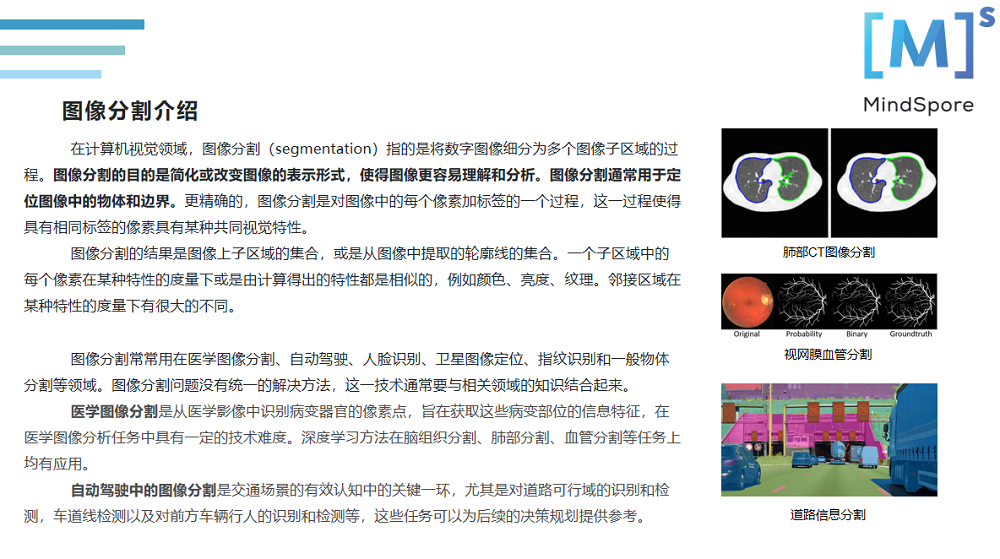 [M]s
MindSpore
图像分割介绍
在计算机视觉领域，图像分割（segmentation）指的是将数字图像细分为多个图像子区域的过
程。图像分割的目的是简化或改变图像的表示形式，使得图像更容易理解和分析。图像分割通常用于定
位图像中的物体和边界。更精确的，图像分割是对图像中的每个像素加标签的一个过程，这一过程使得
具有相同标签的像素具有某种共同视觉特性。
图像分割的结果是图像上子区域的集合，或是从图像中提取的轮廓线的集合。一个子区域中的
每个像素在某种特性的度量下或是由计算得出的特性都是相似的，例如颜色、亮度、纹理。邻接区域在
某种特性的度量下有很大的不同。
图像分割常常用在医学图像分割、自动驾驶、人脸识别、卫星图像定位、指纹识别和一般物体
分割等领域。图像分割问题没有统一的解决方法，这一技术通常要与相关领域的知识结合起来。
医学图像分割是从医学影像中识别病变器官的像素点，旨在获取这些病变部位的信息特征，在
医学图像分析任务中具有一定的技术难度。深度学习方法在脑组织分割、肺部分割、血管分割等任务上
均有应用。
自动驾驶中的图像分割是交通场景的有效认知中的关键一环，尤其是对道路可行域的识别和检
测，车道线检测以及对前方车辆行人的识别和检测等，这些任务可以为后续的决策规划提供参考。
肺部CT图像分割
Original Probability Binary Groundtruth
视网膜血管分割
道路信息分割